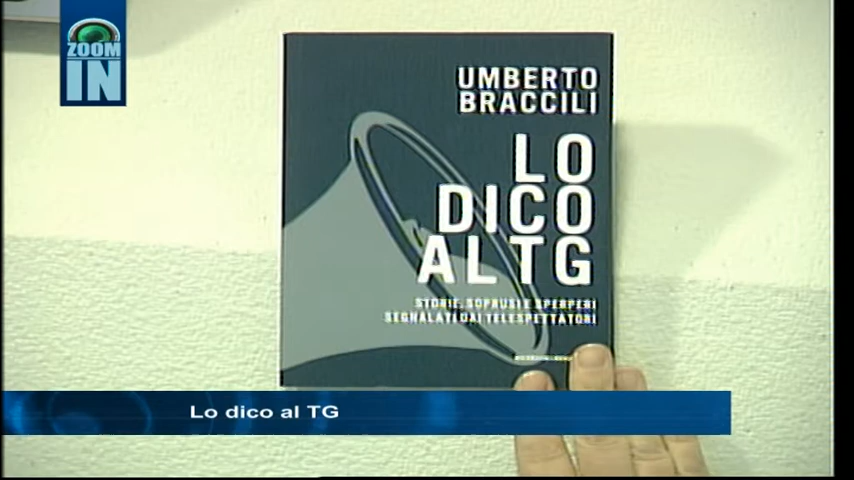 ZOOM
IN
UMBERTO
BRACCILI
LO
DICO
AL TG
STORIE, SOPRUSI E SPERPERI
SEGNALATI DAI TELESPETTATORI
Lo dico al TG